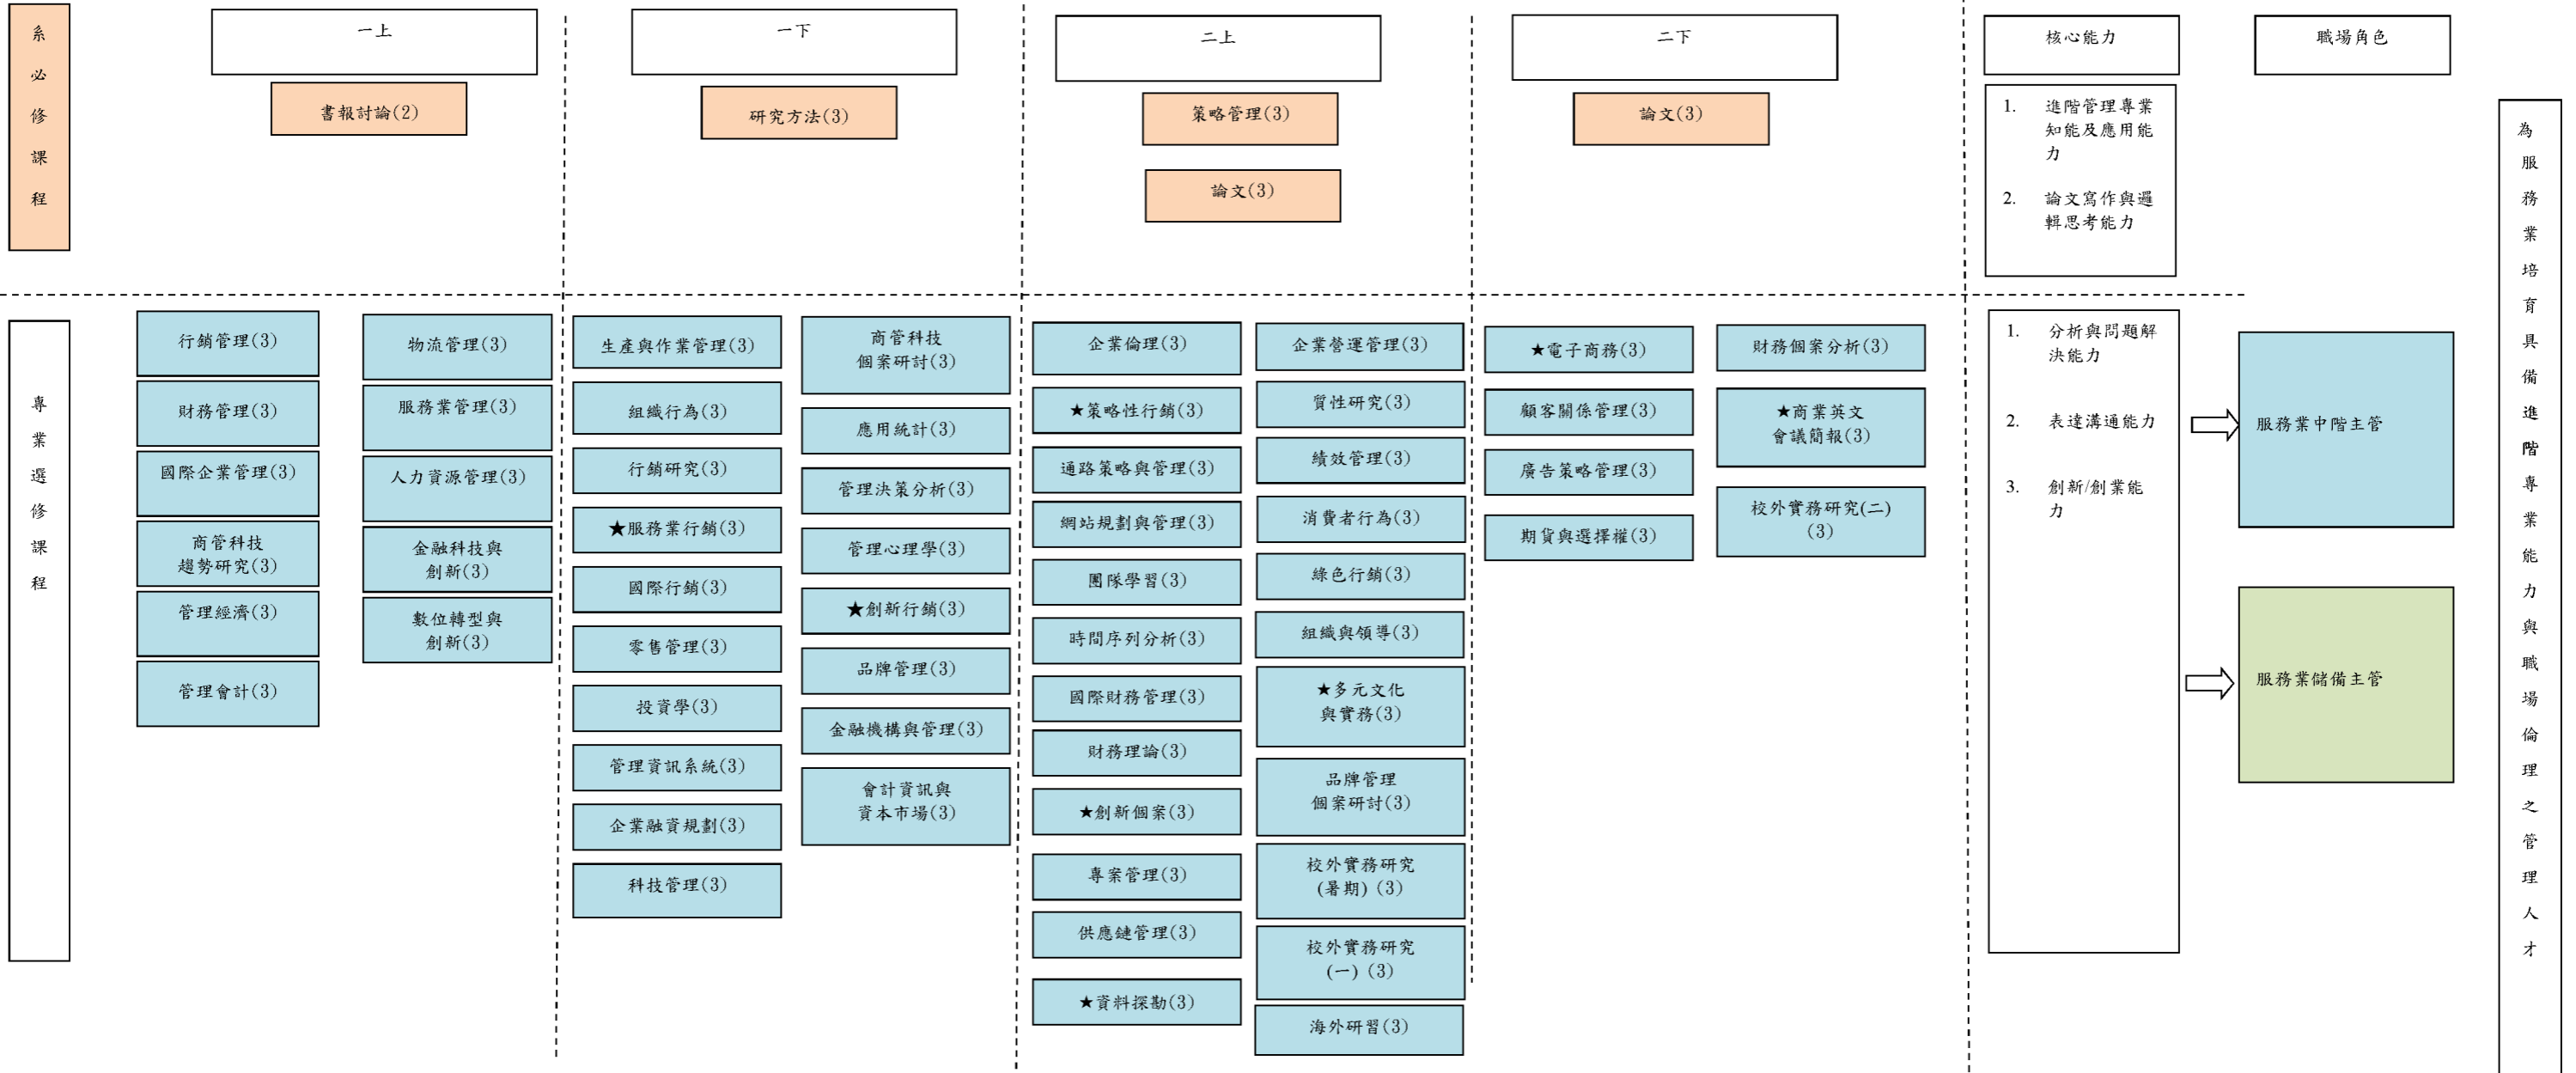 系必修課程
一上
書報討論(2)
一下
研究方法(3)
二上
策略管理(3)
論文(3)
二下
論文(3)
核心能力
1. 進階管理專業
知能及應用能
力
2. 論文寫作與邏
輯思考能力
職場角色
專業選修課程
行銷管理(3)
財務管理(3)
國際企業管理(3)
商管科技
趨勢研究(3)
管理經濟(3)
管理會計(3)
物流管理(3)
服務業管理(3)
人力資源管理(3)
金融科技與
創新(3)
數位轉型與
創新(3)
生產與作業管理(3)
組織行為(3)
行銷研究(3)
★服務業行銷(3)
國際行銷(3)
零售管理(3)
投資學(3)
管理資訊系統(3)
企業融資規劃(3)
科技管理(3)
商管科技
個案研討(3)
應用統計(3)
管理決策分析(3)
管理心理學(3)
★創新行銷(3)
品牌管理(3)
金融機構與管理(3)
會計資訊與
資本市場(3)
企業倫理(3)
★策略性行銷(3)
通路策略與管理(3)
網站規劃與管理(3)
團隊學習(3)
時間序列分析(3)
國際財務管理(3)
財務理論(3)
★創新個案(3)
專案管理(3)
供應鏈管理(3)
★資料探勘(3)
企業營運管理(3)
質性研究(3)
績效管理(3)
消費者行為(3)
綠色行銷(3)
組織與領導(3)
★多元文化
與實務(3)
品牌管理
個案研討(3)
校外實務研究
(暑期) (3)
校外實務研究
(一) (3)
海外研習(3)
★電子商務(3)
顧客關係管理(3)
廣告策略管理(3)
期貨與選擇權(3)
財務個案分析(3)
★商業英文
會議簡報(3)
校外實務研究(二)
(3)
1. 分析與問題解
決能力
2. 表達溝通能力
3. 創新/創業能
力
服務業中階主管
服務業儲備主管
為服務業培育具備進階專業能力與職場倫理之管理人才